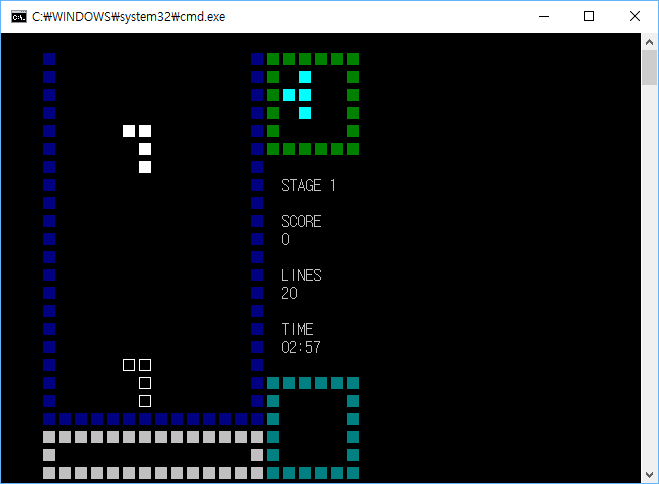 C:₩WINDOWS₩system32₩cmd.exe
STAGE 1
SCORE
0
LINES
20
TIME
02:57